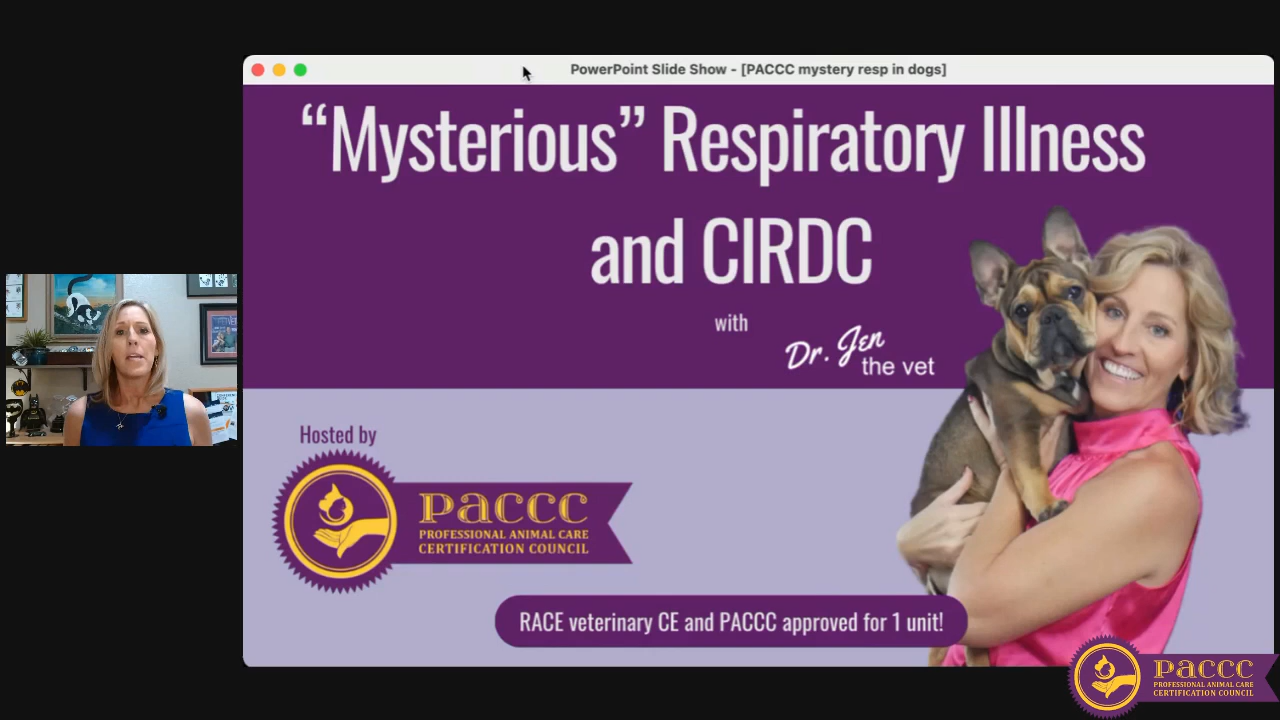 PowerPoint Slide Show - [PACCC mystery resp in dogs]
“Mysterious” Respiratory Illness
and CIRDC
with
Dr. Jen
the vet
Hosted by
PACCC
PROFESSIONAL ANIMAL CARE
CERTIFICATION COUNCIL
RACE veterinary CE and PACCC approved for 1 unit!
PACCC
PROFESSIONAL ANIMAL CARE
CERTIFICATION COUNCIL